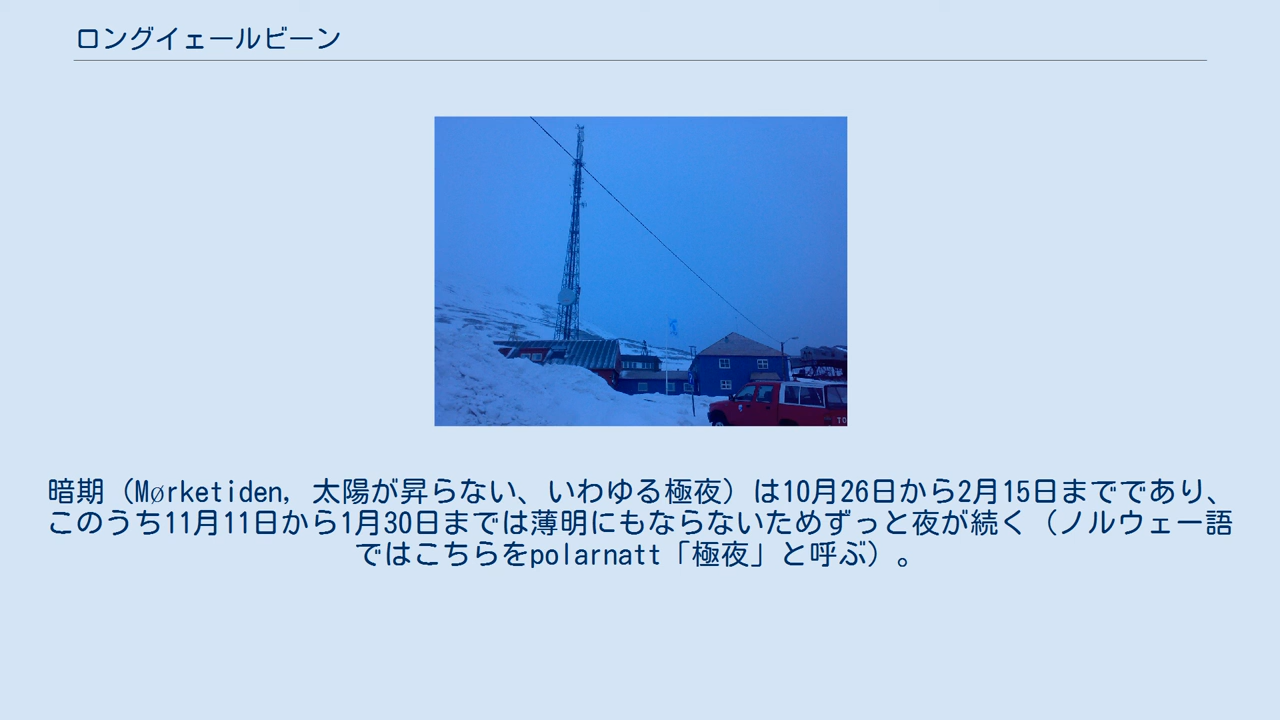 ロングイェールビーン
暗期（Mørketiden, 太陽が昇らない、いわゆる極夜）は10月26日から2月15日までであり、
このうち11月11日から1月30日までは薄明にもならないためずっと夜が続く（ノルウェー語
ではこちらをpolarnatt「極夜」と呼ぶ）。